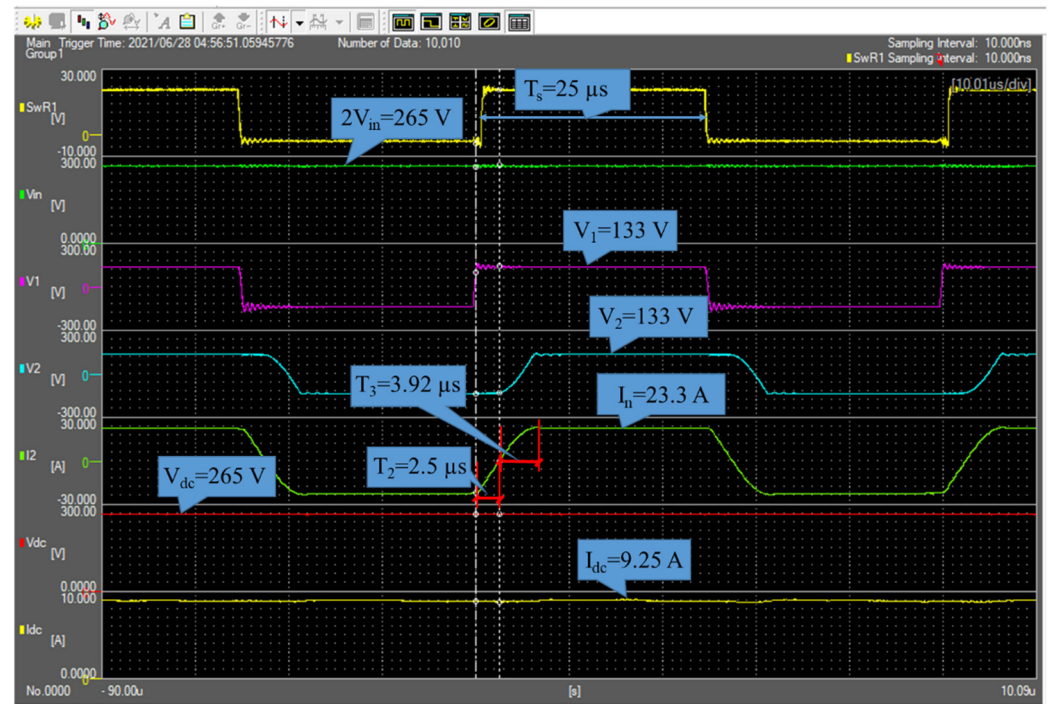 Main Trigger Time: 2021/06/28 04:56:51.05945776 Number of Data: 10,010 Sampling Interval: 10.000ns
Group1 SwR1 Sampling Interval: 10.000ns
30.000 [10.01us/div]
Ts=25 µs
SwR1
[V]
2Vin=265 V
0
-10.000
300.00
Vin
[V]
0.0000
300.00
V1=133 V
V1
[V]
0
-300.00
300.00
V2=133 V
V2
[V]
0
T3=3.92 µs
In=23.3 A
-300.00
30.000
I2
[A]
0
T2=2.5 µs
Vdc=265 V
-30.000
300.00
Vdc
[V]
Idc=9.25 A
0.0000
10.000
Idc
[A]
0.0000
No.0000 -90.00u [s] 10.09u